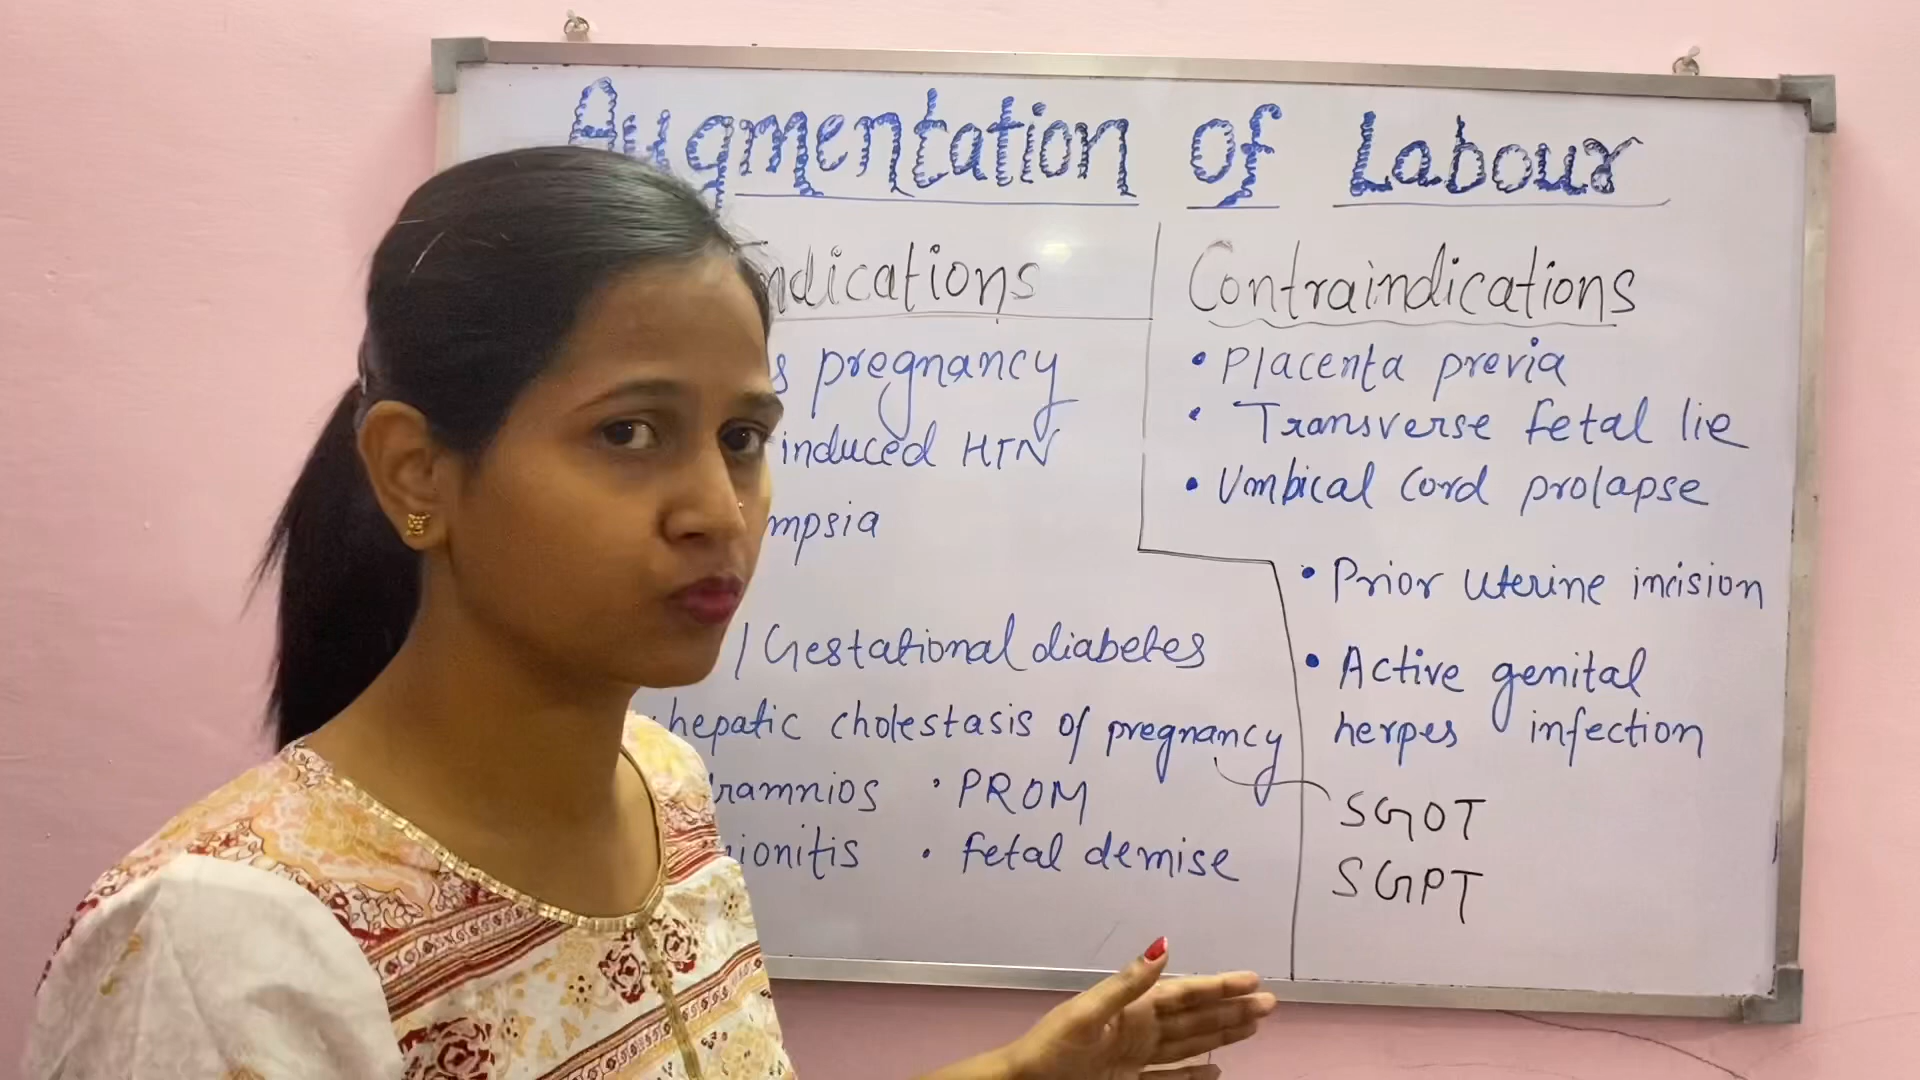 Augmentation of Labour
ndications
s pregnancy
induced HTN
mpsia
/ Gestational diabetes
hepatic cholestasis of pregnancy
ramnios • PROM
nionitis • fetal demise
Contraindications
• Placenta previa
• Transverse fetal lie
• Umbical cord prolapse
• Prior uterine incision
• Active genital
herpes infection
SGOT
SGPT